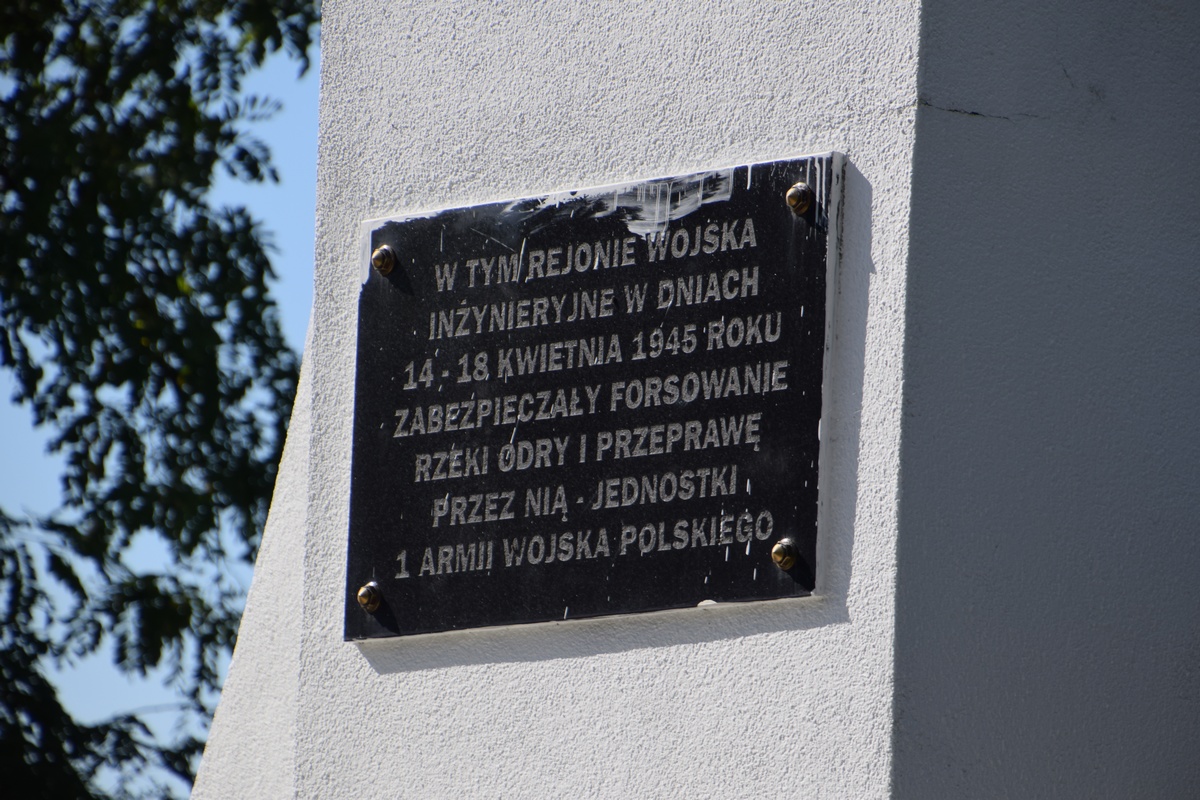 W TYM REJONIE WOJSKA
INŻYNIERYJNE W DNIACH
14 - 18 KWIETNIA 1945 ROKU
ZABEZPIECZAŁY FORSOWANIE
RZEKI ODRY I PRZEPRAWĘ
PRZEZ NIĄ - JEDNOSTKI
1 ARMII WOJSKA POLSKIEGO